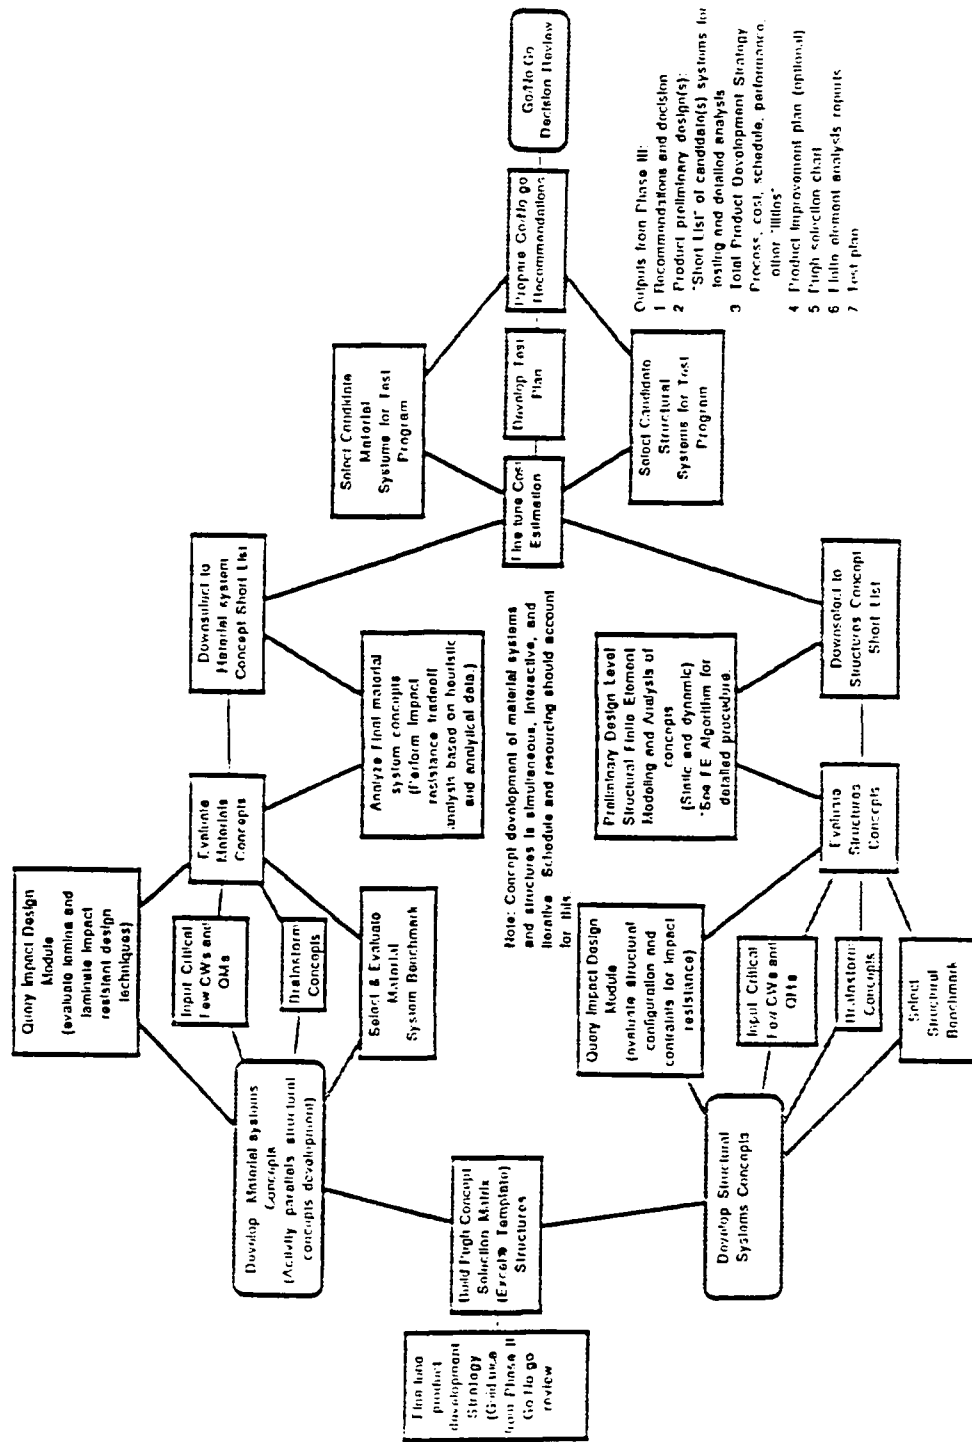 Fine tune
product
development
Strategy
(Guidance
from Phase II
Go No go
review
Build Pugh Concept
Selection Matrix
(Excel® Template)
Structures
Develop Material systems
Concepts
(Activity parallels structural
concepts development)
Query Impact Design
Module
(evaluate lamina and
laminate Impact
resistant design
techniques)
Input Critical
Few CWs and
QMs
Brainstorm
Concepts
Select & Evaluate
Material
System Benchmark
Evaluate
Materials
Concepts
Analyze Final material
system concepts
(Perform Impact
resistance tradeoff
analysis based on heuristic
and analytical data.)
Downselect to
Material system
Concept Short List
Note: Concept development of material systems
and structures is simultaneous, Interactive, and
Iterative Schedule and resourcing should account
for this.
Develop Structural
Systems Concepts
Query Impact Design
Module
(evaluate structural
configuration and
contraints for Impact
resistance)
Input Critical
Few CWs and
QMs
Brainstorm
Concepts
Select
Structural
Benchmark
Evaluate
Structures
Concepts
Preliminary Design Level
Structural Finite Element
Modeling and Analysis of
concepts
(Static and dynamic)
*See FE Algorithm for
detailed procedure.
Downselect to
Structures Concept
Short List
Fine tune Cost
Estimation
Select Candidate
Material
Systems for Test
Program
Develop Test
Plan
Select Candidate
Structural
Systems for Test
Program
Prepare Go/No go
Recommendations
Go/No Go
Decision Review
Outputs from Phase III:
1 Recommendations and decision
2 Product preliminary design(s):
"Short List" of candidate(s) systems for
testing and detailed analysis
3 Total Product Development Strategy
Process, cost, schedule, performance,
other "Ilities"
4 Product Improvement plan (optional)
5 Pugh selection chart
6 Finite element analysis reports
7 Test plan